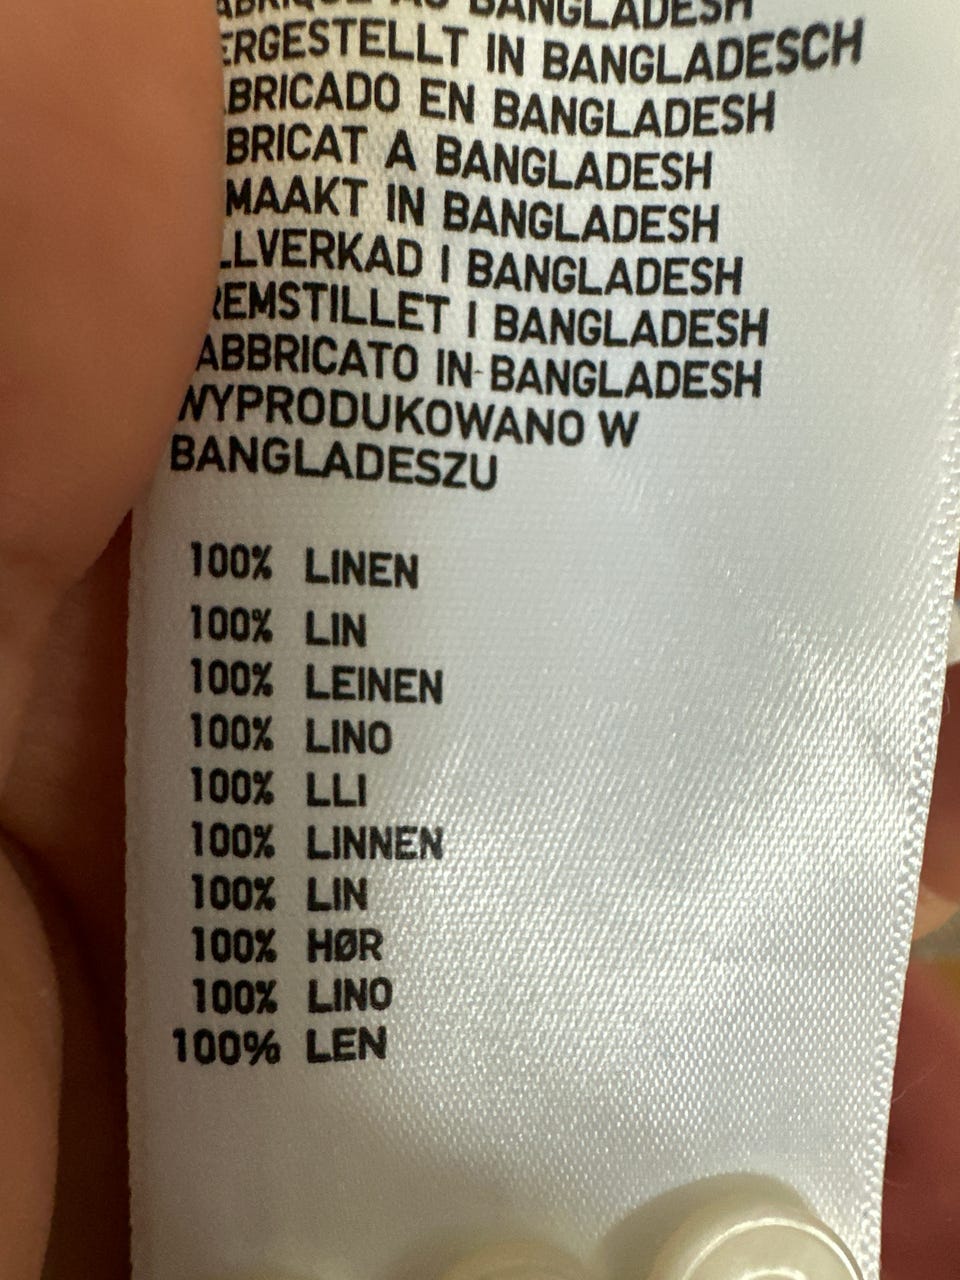 BANGLADESH
ERGESTELLT IN BANGLADESCH
ABRICADO EN BANGLADESH
BRICAT A BANGLADESH
MAAKT IN BANGLADESH
LLVERKAD I BANGLADESH
REMSTILLET I BANGLADESH
ABBRICATO IN BANGLADESH
WYPRODUKOWANO W
BANGLADESZU
100% LINEN
100% LIN
100% LEINEN
100% LINO
100% LLI
100% LINNEN
100% LIN
100% HØR
100% LINO
100% LEN